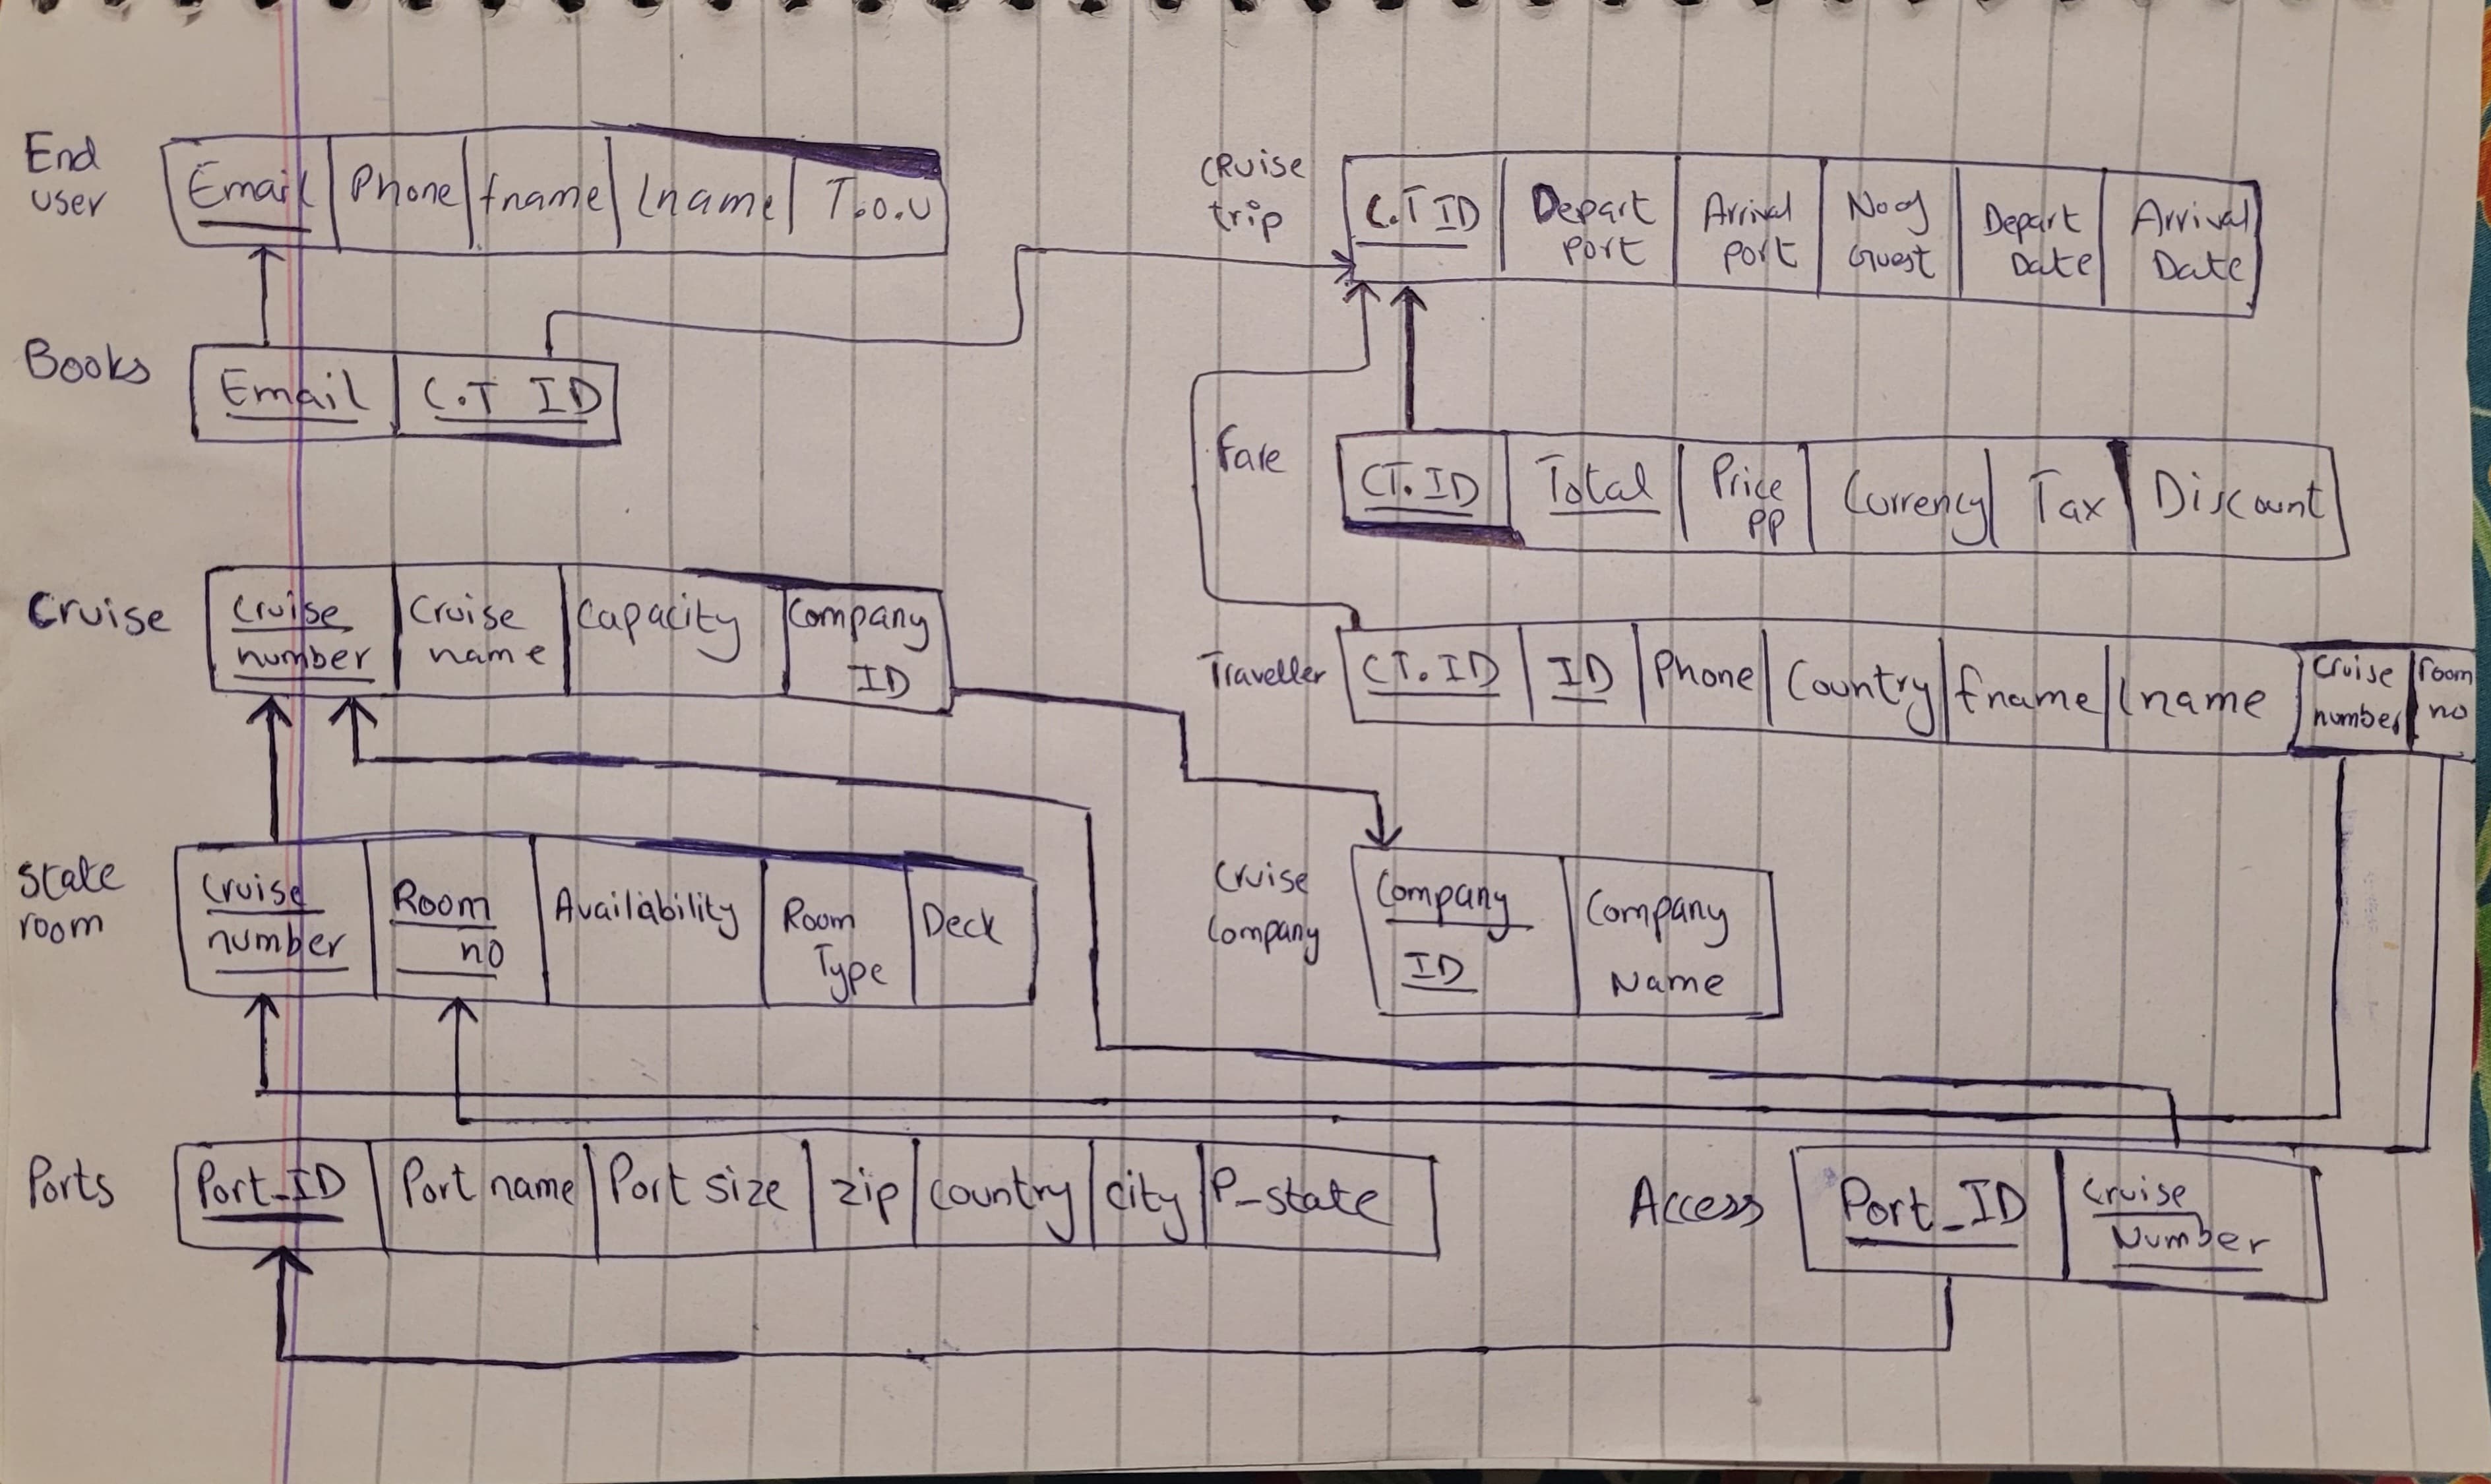 End
user
Email Phone fname lname T.o.U
CRuise
trip
C.T ID Depart
port Arrival
port No of
Guest Depart
Date Arrival
Date
Books
Email C.T ID
Fare
CT.ID Total Price
PP Currency Tax Discount
Cruise
Cruise
number Cruise
name Capacity Company
ID
Traveller
CT.ID ID Phone Country fname lname Cruise
number room
no
State
room
Cruise
number Room
no Availability Room
Type Deck
Cruise
Company
Company
ID Company
Name
Ports
Port_ID Port name Port size zip country city P_state
Access
Port_ID Cruise
Number